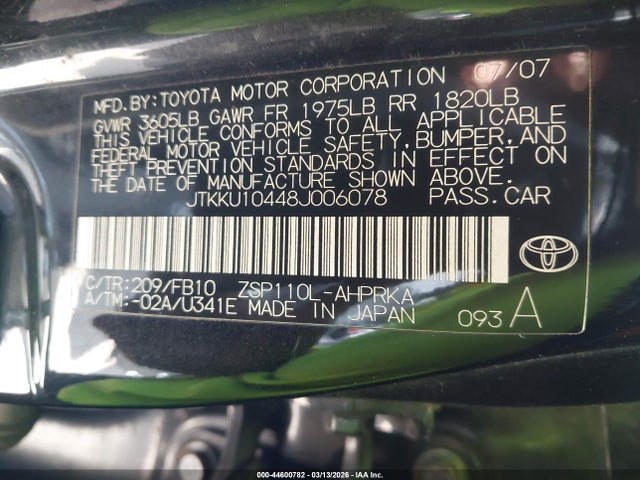 MFD.BY:TOYOTA MOTOR CORPORATION 07/07
GVWR 3605LB GAWR FR 1975LB RR 1820LB
THIS VEHICLE CONFORMS TO ALL APPLICABLE
FEDERAL MOTOR VEHICLE SAFETY,BUMPER,AND
THEFT PREVENTION STANDARDS IN EFFECT ON
THE DATE OF MANUFACTURE SHOWN ABOVE.
JTKKU10448J006078 PASS.CAR
C/TR:209/FB10 ZSP110L-AHPRKA
A/TM:-02A/U341E MADE IN JAPAN 093 A
000-44600782 - 03/13/2026 - IAA Inc.